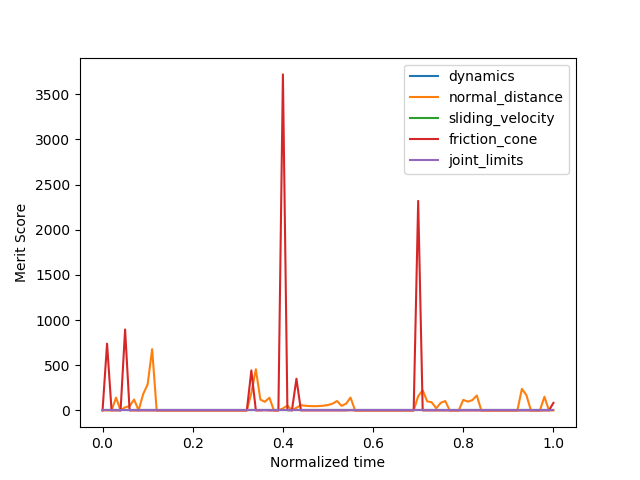 dynamics
normal_distance
sliding_velocity
friction_cone
joint_limits
Merit Score
3500
3000
2500
2000
1500
1000
500
0
0.0 0.2 0.4 0.6 0.8 1.0
Normalized time